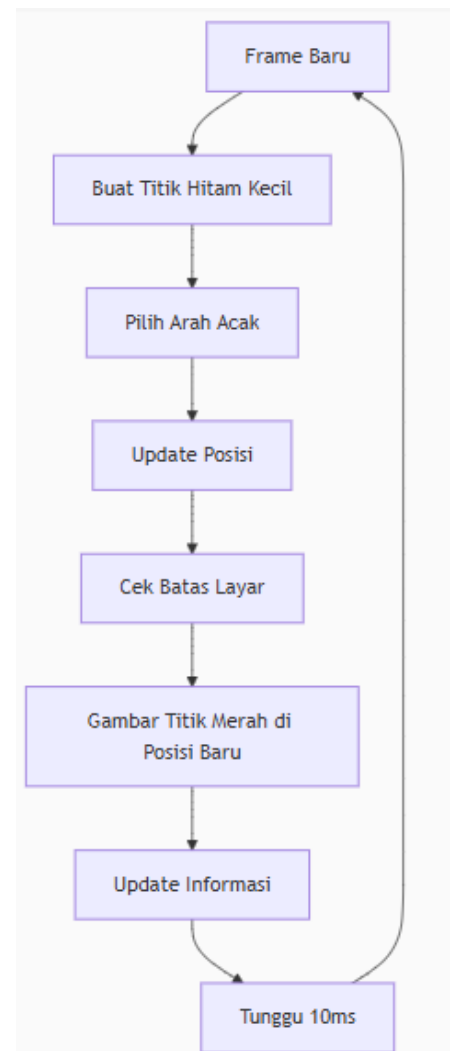 Frame Baru
Buat Titik Hitam Kecil
Pilih Arah Acak
Update Posisi
Cek Batas Layar
Gambar Titik Merah di
Posisi Baru
Update Informasi
Tunggu 10ms